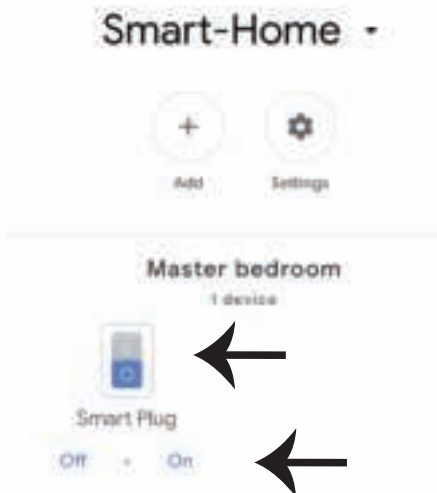 Smart-Home
Add Settings
Master bedroom
1 device
Smart Plug
Off • On